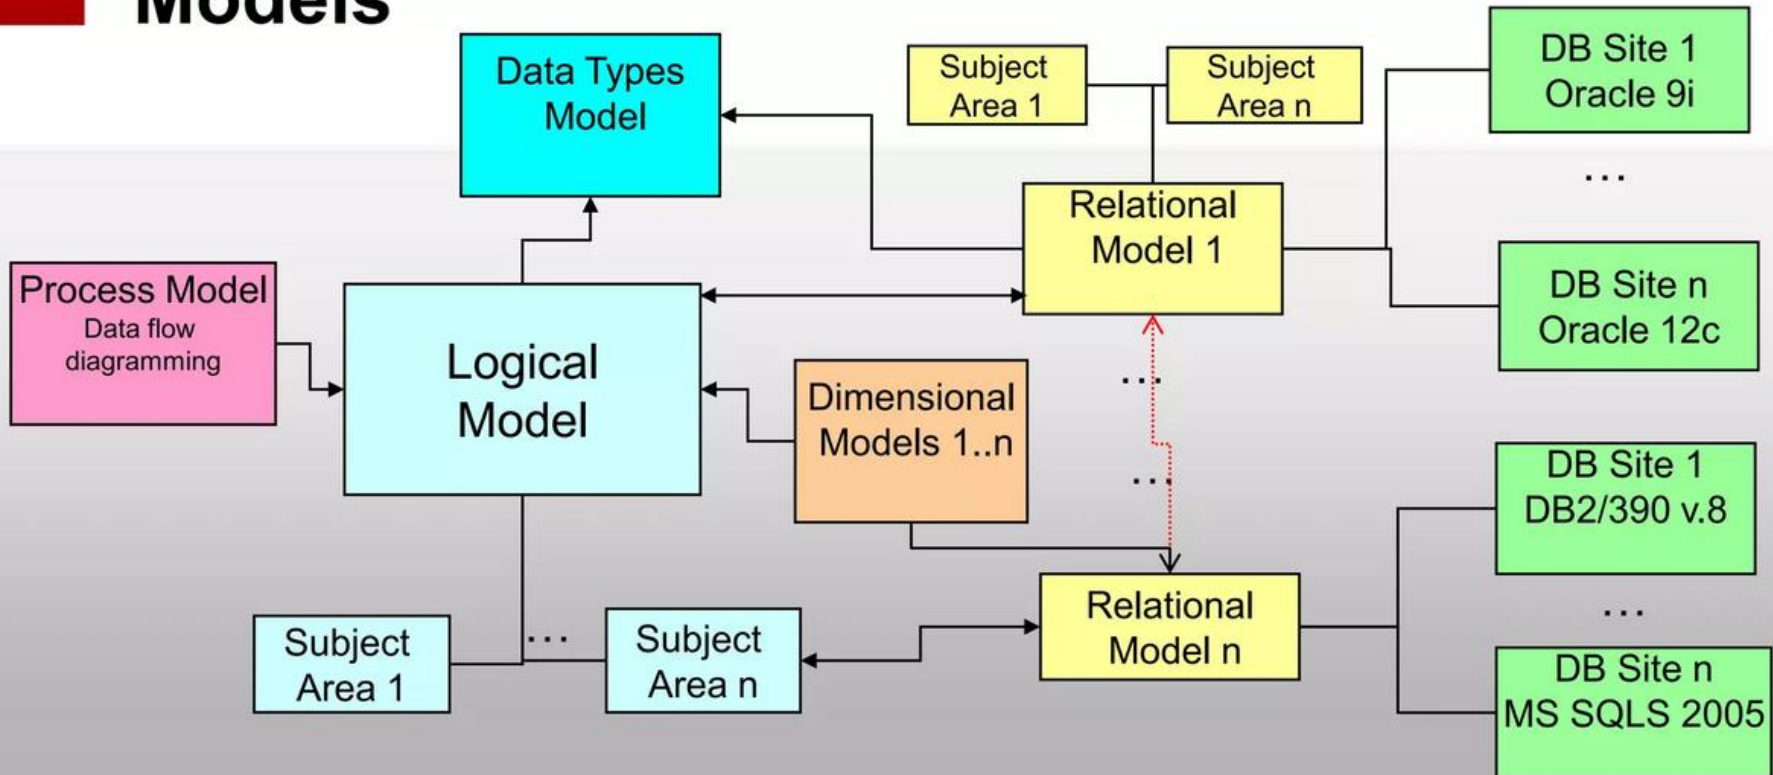 Models
Data Types
Model
Subject
Area 1
Subject
Area n
DB Site 1
Oracle 9i
...
Relational
Model 1
Process Model
Data flow
diagramming
Logical
Model
DB Site n
Oracle 12c
Dimensional
Models 1..n
...
...
DB Site 1
DB2/390 v.8
...
Relational
Model n
Subject
Area 1
...
Subject
Area n
DB Site n
MS SQLS 2005